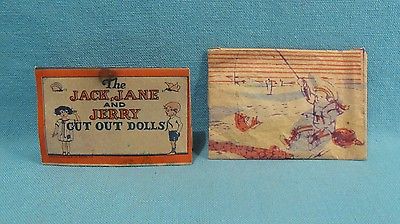 The
JACK, JANE
AND
JERRY
CUT OUT DOLLS